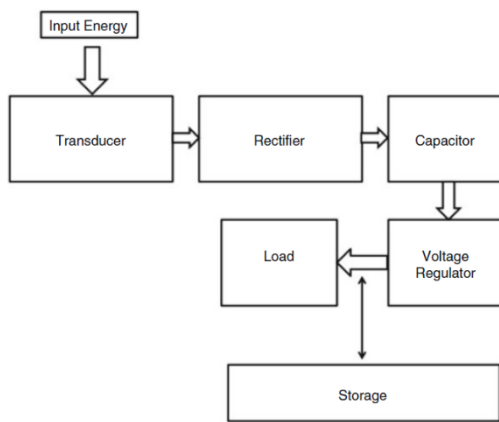 Input Energy
Transducer
Rectifier
Capacitor
Load
Voltage
Regulator
Storage